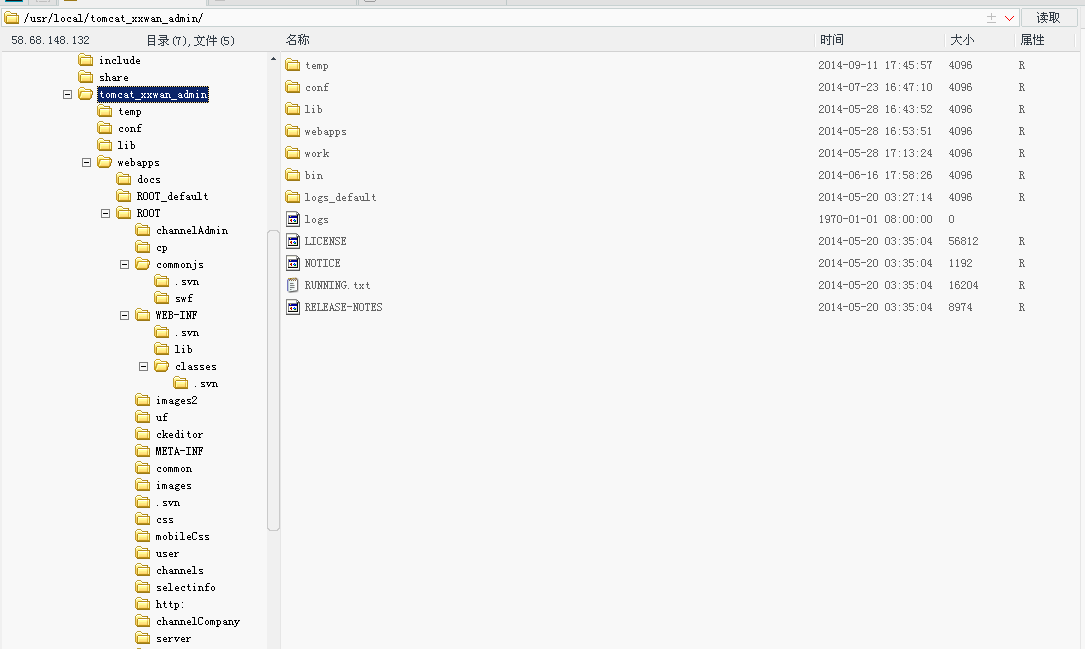 /usr/local/tomcat_xxwan_admin/ 读取
58.68.148.132 目录(7),文件(5) 名称 时间 大小 属性
include
share
tomcat_xxwan_admin
temp
conf
lib
webapps
docs
ROOT_default
ROOT
channelAdmin
cp
commonjs
.svn
swf
WEB-INF
.svn
lib
classes
.svn
images2
uf
ckeditor
META-INF
common
images
.svn
css
mobileCss
user
channels
selectinfo
http:
channelCompany
server
temp 2014-09-11 17:45:57 4096 R
conf 2014-07-23 16:47:10 4096 R
lib 2014-05-28 16:43:52 4096 R
webapps 2014-05-28 16:53:51 4096 R
work 2014-05-28 17:13:24 4096 R
bin 2014-06-16 17:58:26 4096 R
logs_default 2014-05-20 03:27:14 4096 R
logs 1970-01-01 08:00:00 0
LICENSE 2014-05-20 03:35:04 56812 R
NOTICE 2014-05-20 03:35:04 1192 R
RUNNING.txt 2014-05-20 03:35:04 16204 R
RELEASE-NOTES 2014-05-20 03:35:04 8974 R